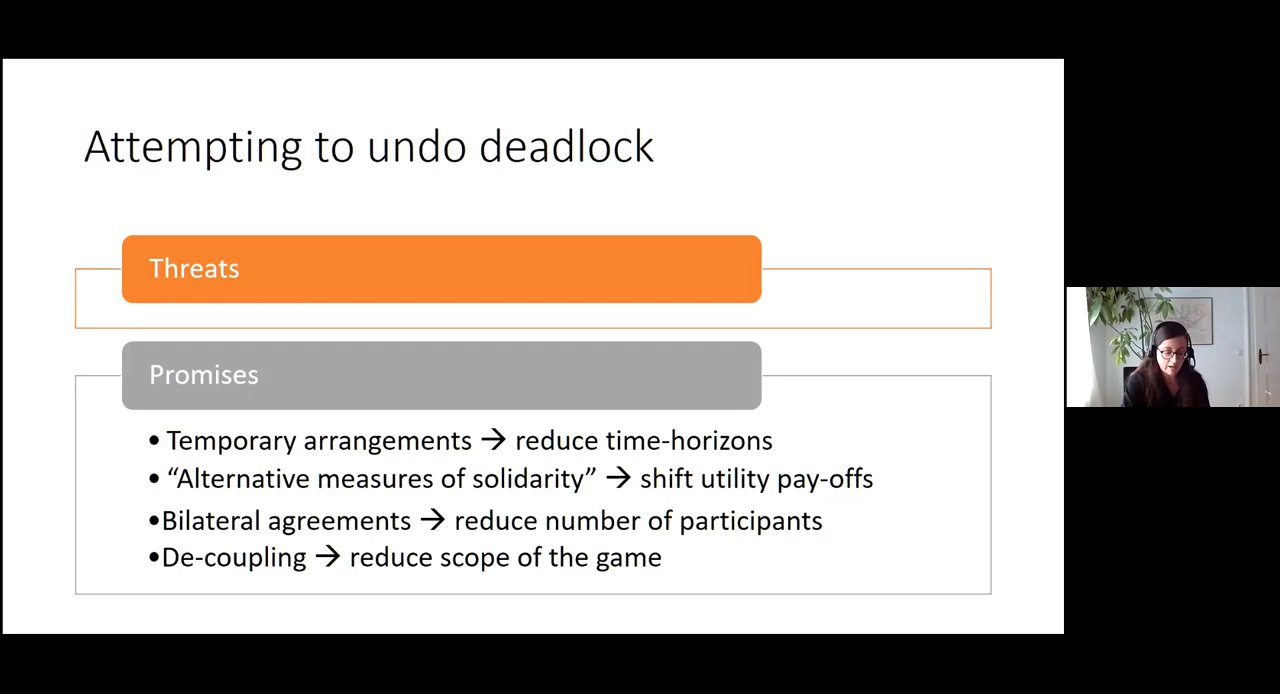 Attempting to undo deadlock
Threats
Promises
• Temporary arrangements → reduce time-horizons
• “Alternative measures of solidarity” → shift utility pay-offs
•Bilateral agreements → reduce number of participants
•De-coupling → reduce scope of the game